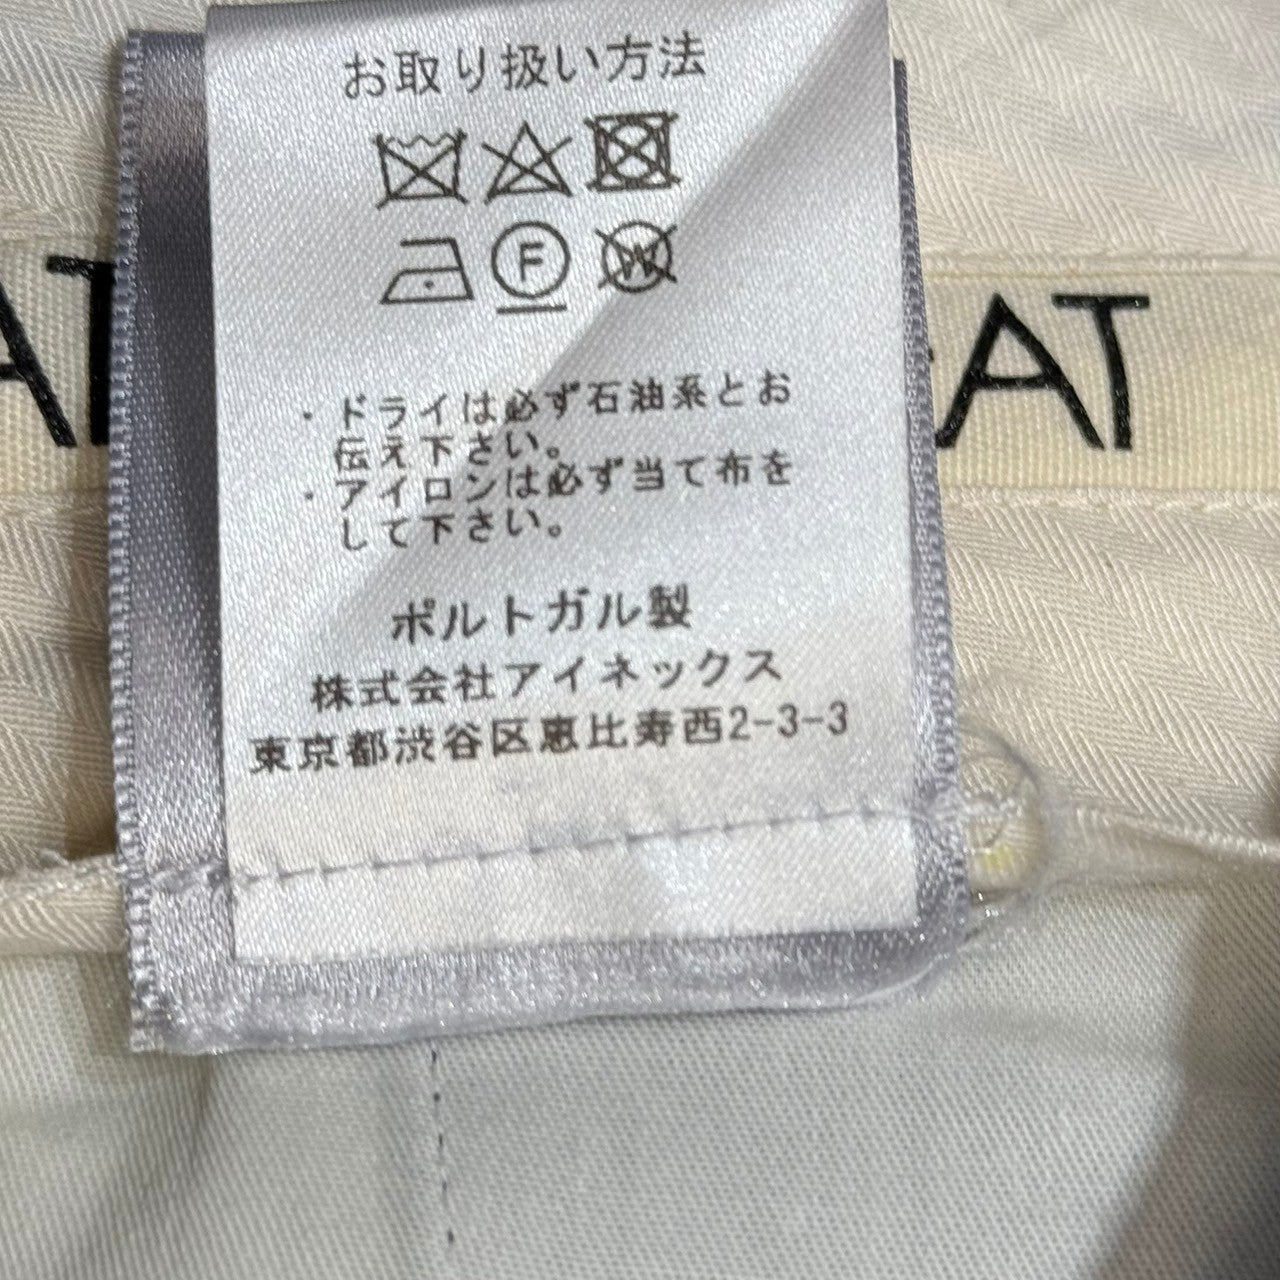 お取り扱い方法
F W
・ドライは必ず石油系とお
伝え下さい。
・アイロンは必ず当て布を
して下さい。
ポルトガル製
株式会社アイネックス
東京都渋谷区恵比寿西2-3-3
AT